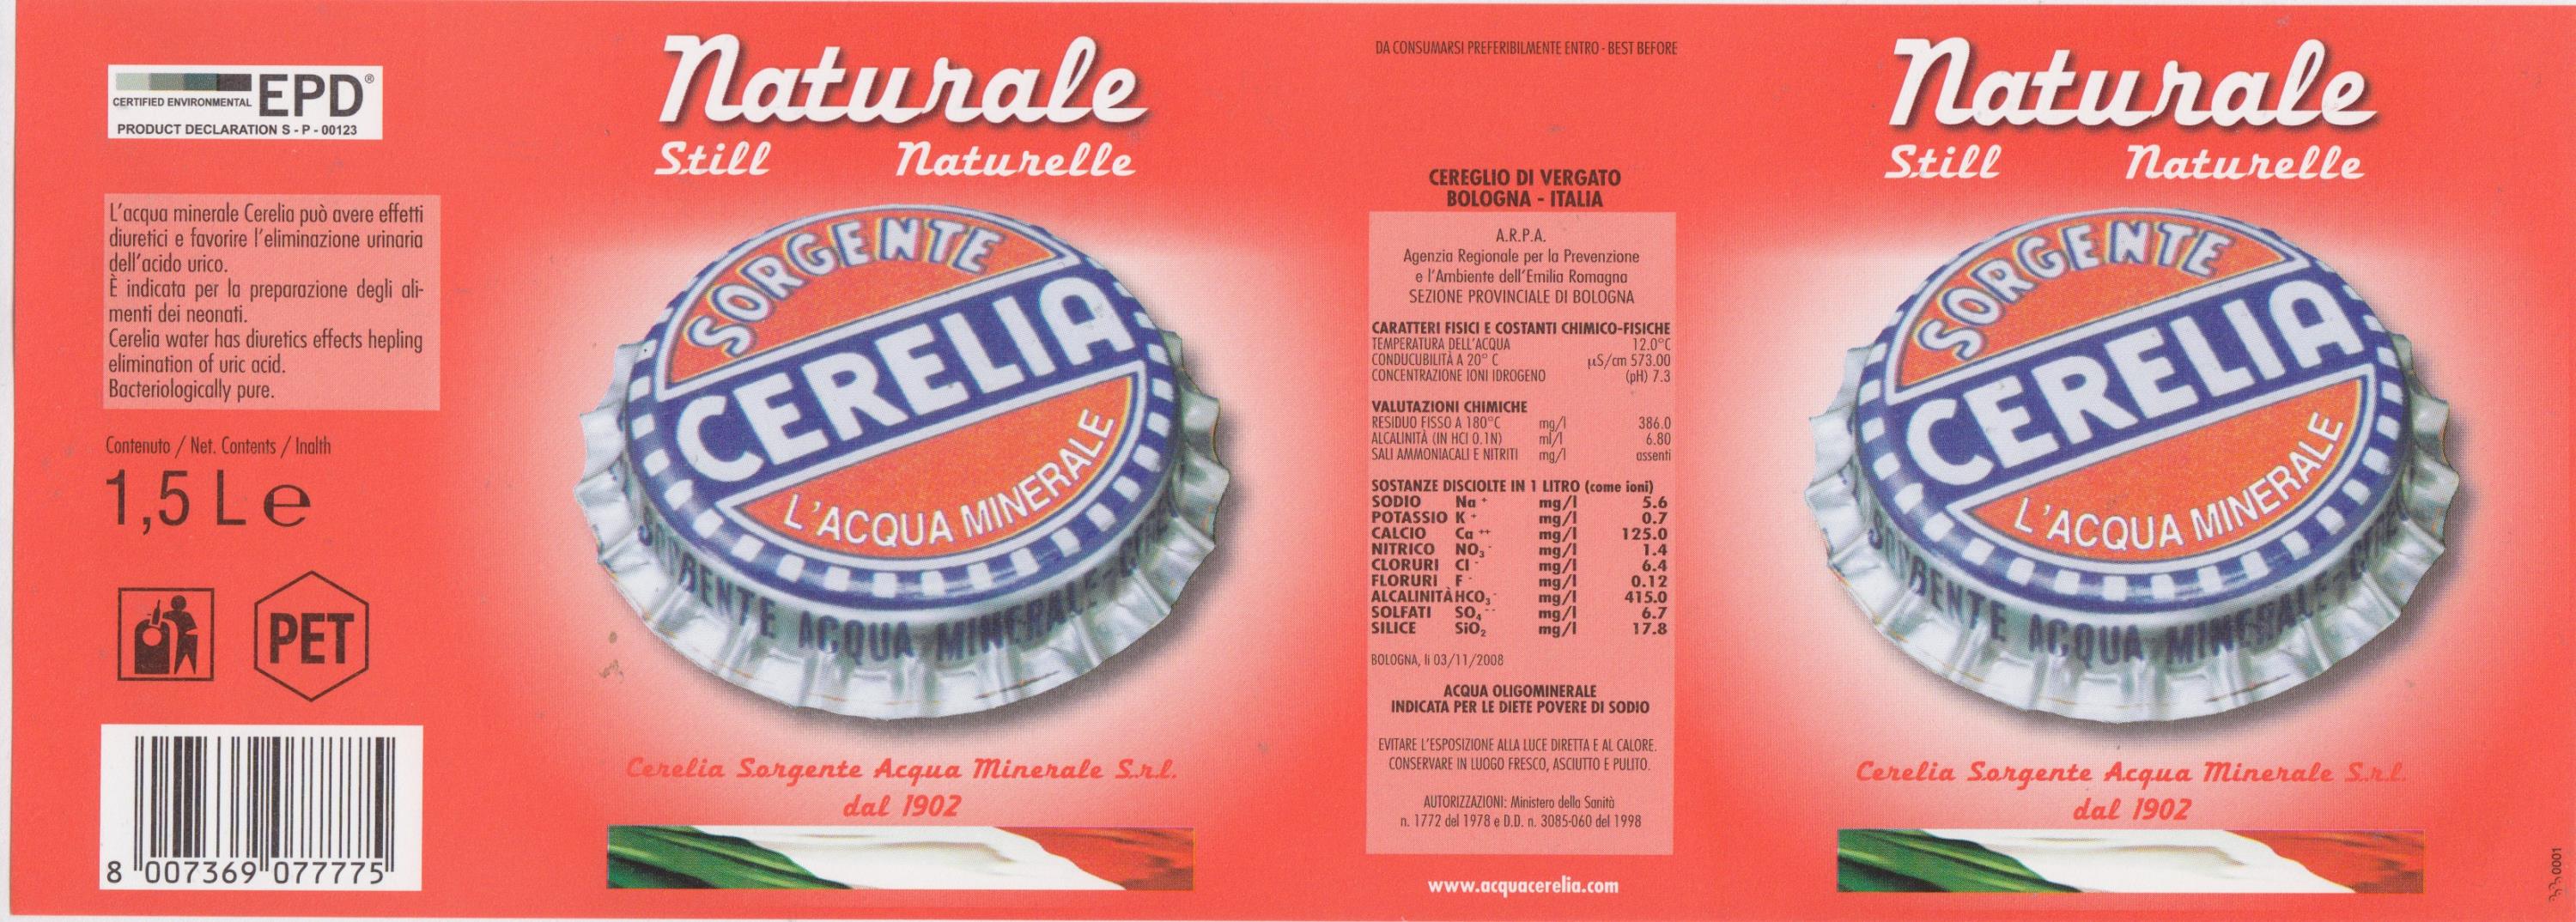 CERTIFIED ENVIRONMENTAL EPD®
PRODUCT DECLARATION S - P - 00123
L'acqua minerale Cerelia può avere effetti
diuretici e favorire l'eliminazione urinaria
dell'acido urico.
È indicata per la preparazione degli ali-
menti dei neonati.
Cerelia water has diuretics effects hepling
elimination of uric acid.
Bacteriologically pure.
Contenuto / Net. Contents / Inalth
1,5 L e
PET
8 007369 077775
Naturale
Still Naturelle
SORGENTE
CERELIA
L'ACQUA MINERALE
ACQUA MINERALE
Cerelia Sorgente Acqua Minerale S.r.l.
dal 1902
DA CONSUMARSI PREFERIBILMENTE ENTRO - BEST BEFORE
CEREGLIO DI VERGATO
BOLOGNA - ITALIA
A.R.P.A.
Agenzia Regionale per la Prevenzione
e l'Ambiente dell'Emilia Romagna
SEZIONE PROVINCIALE DI BOLOGNA
CARATTERI FISICI E COSTANTI CHIMICO-FISICHE
TEMPERATURA DELL'ACQUA 12.0°C
CONDUCIBILITÀ A 20° C µS/cm 573.00
CONCENTRAZIONE IONI IDROGENO (pH) 7.3
VALUTAZIONI CHIMICHE
RESIDUO FISSO A 180°C mg/l 386.0
ALCALINITÀ (IN HCI 0.1N) ml/l 6.80
SALI AMMONIACALI E NITRITI mg/l assenti
SOSTANZE DISCIOLTE IN 1 LITRO (come ioni)
SODIO Na + mg/l 5.6
POTASSIO K + mg/l 0.7
CALCIO Ca ++ mg/l 125.0
NITRICO NO3 - mg/l 1.4
CLORURI Cl - mg/l 6.4
FLORURI F - mg/l 0.12
ALCALINITÀ HCO3 - mg/l 415.0
SOLFATI SO4 -- mg/l 6.7
SILICE SiO2 mg/l 17.8
BOLOGNA, li 03/11/2008
ACQUA OLIGOMINERALE
INDICATA PER LE DIETE POVERE DI SODIO
EVITARE L'ESPOSIZIONE ALLA LUCE DIRETTA E AL CALORE.
CONSERVARE IN LUOGO FRESCO, ASCIUTTO E PULITO.
AUTORIZZAZIONI: Ministero della Sanità
n. 1772 del 1978 e D.D. n. 3085-060 del 1998
www.acquacerelia.com
Naturale
Still Naturelle
SORGENTE
CERELIA
L'ACQUA MINERALE
ACQUA MINERALE
Cerelia Sorgente Acqua Minerale S.r.l.
dal 1902